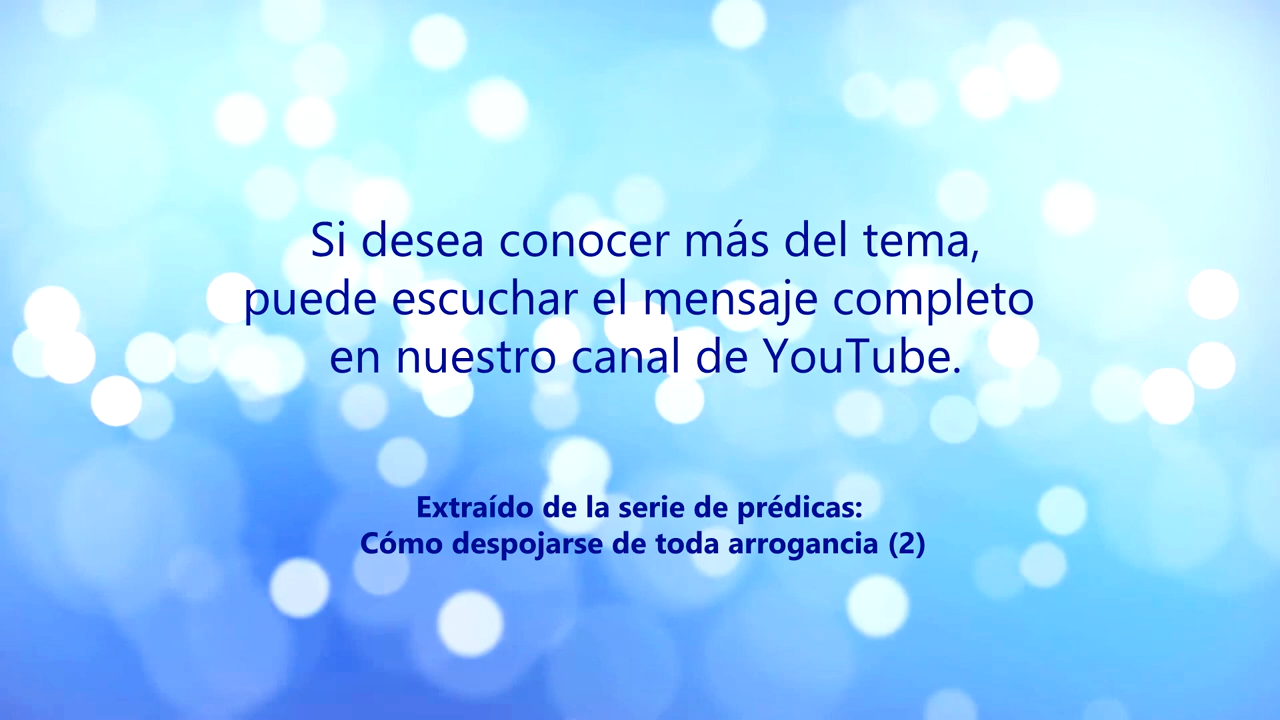 Si desea conocer más del tema,
puede escuchar el mensaje completo
en nuestro canal de YouTube.
Extraído de la serie de prédicas:
Cómo despojarse de toda arrogancia (2)